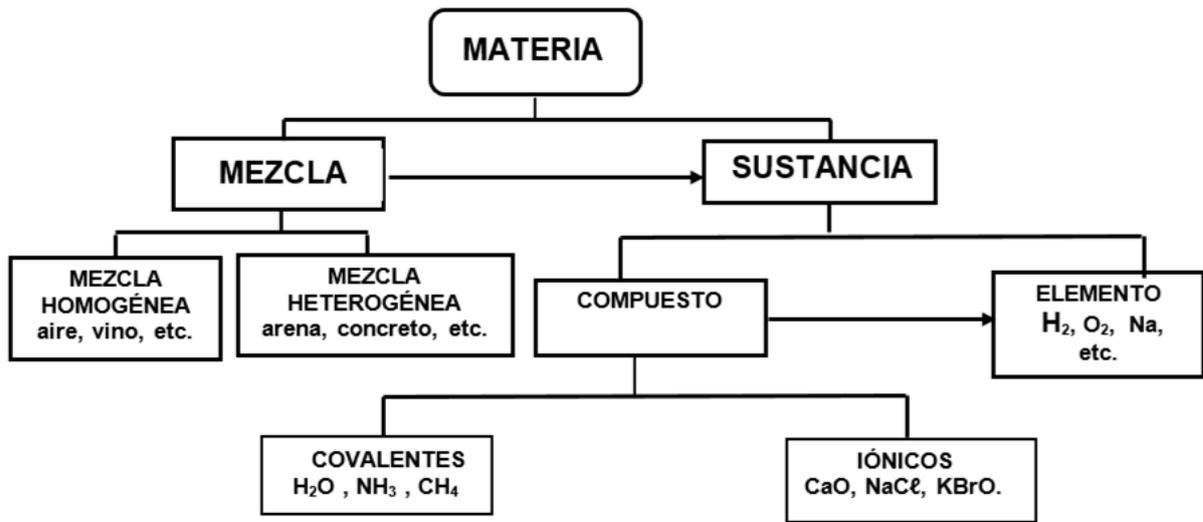 MATERIA
MEZCLA
SUSTANCIA
MEZCLA
HOMOGÉNEA
aire, vino, etc.
MEZCLA
HETEROGÉNEA
arena, concreto, etc.
COMPUESTO
ELEMENTO
H₂, O₂, Na,
etc.
COVALENTES
H₂O , NH₃ , CH₄
IÓNICOS
CaO, NaCℓ, KBrO.